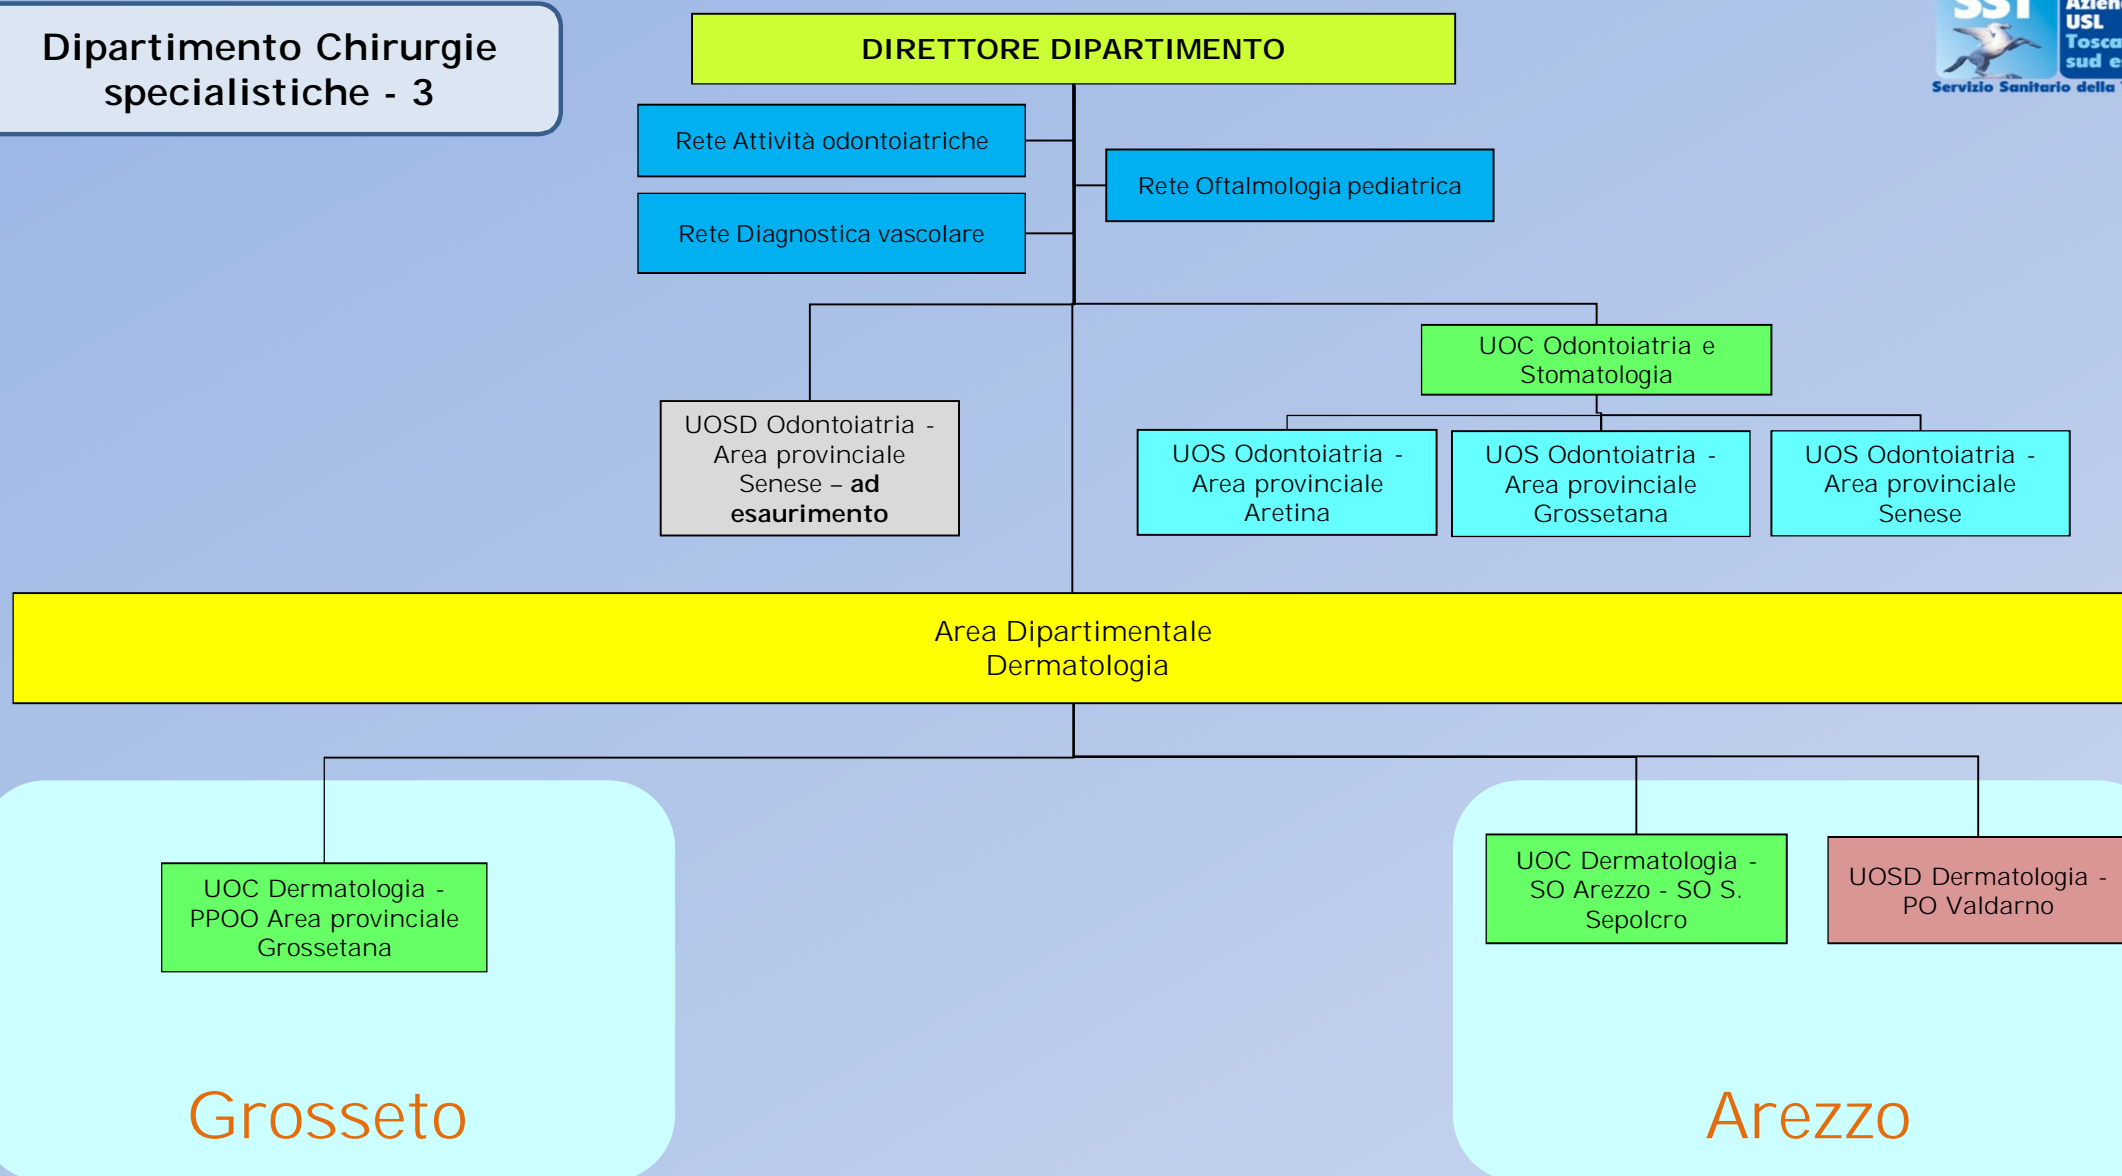 Dipartimento Chirurgie
specialistiche - 3
DIRETTORE DIPARTIMENTO
SST
USL
Servizio Sanitario della
Rete Attività odontoiatriche
Rete Oftalmologia pediatrica
Rete Diagnostica vascolare
UOC Odontoiatria e
Stomatologia
UOSD Odontoiatria -
Area provinciale
Senese – ad
esaurimento
UOS Odontoiatria -
Area provinciale
Aretina
UOS Odontoiatria -
Area provinciale
Grossetana
UOS Odontoiatria -
Area provinciale
Senese
Area Dipartimentale
Dermatologia
UOC Dermatologia -
PPOO Area provinciale
Grossetana
UOC Dermatologia -
SO Arezzo - SO S.
Sepolcro
UOSD Dermatologia -
PO Valdarno
Grosseto
Arezzo